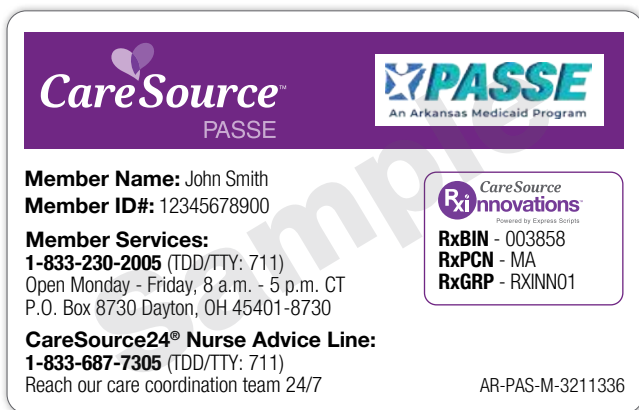 CareSource™
PASSE
PASSE
An Arkansas Medicaid Program
Member Name: John Smith
Member ID#: 12345678900
Member Services:
1-833-230-2005 (TDD/TTY: 711)
Open Monday - Friday, 8 a.m. - 5 p.m. CT
P.O. Box 8730 Dayton, OH 45401-8730
CareSource24® Nurse Advice Line:
1-833-687-7305 (TDD/TTY: 711)
Reach our care coordination team 24/7
CareSource
RxInnovations™
Powered by Express Scripts
RxBIN - 003858
RxPCN - MA
RxGRP - RXINN01
AR-PAS-M-3211336
Sample